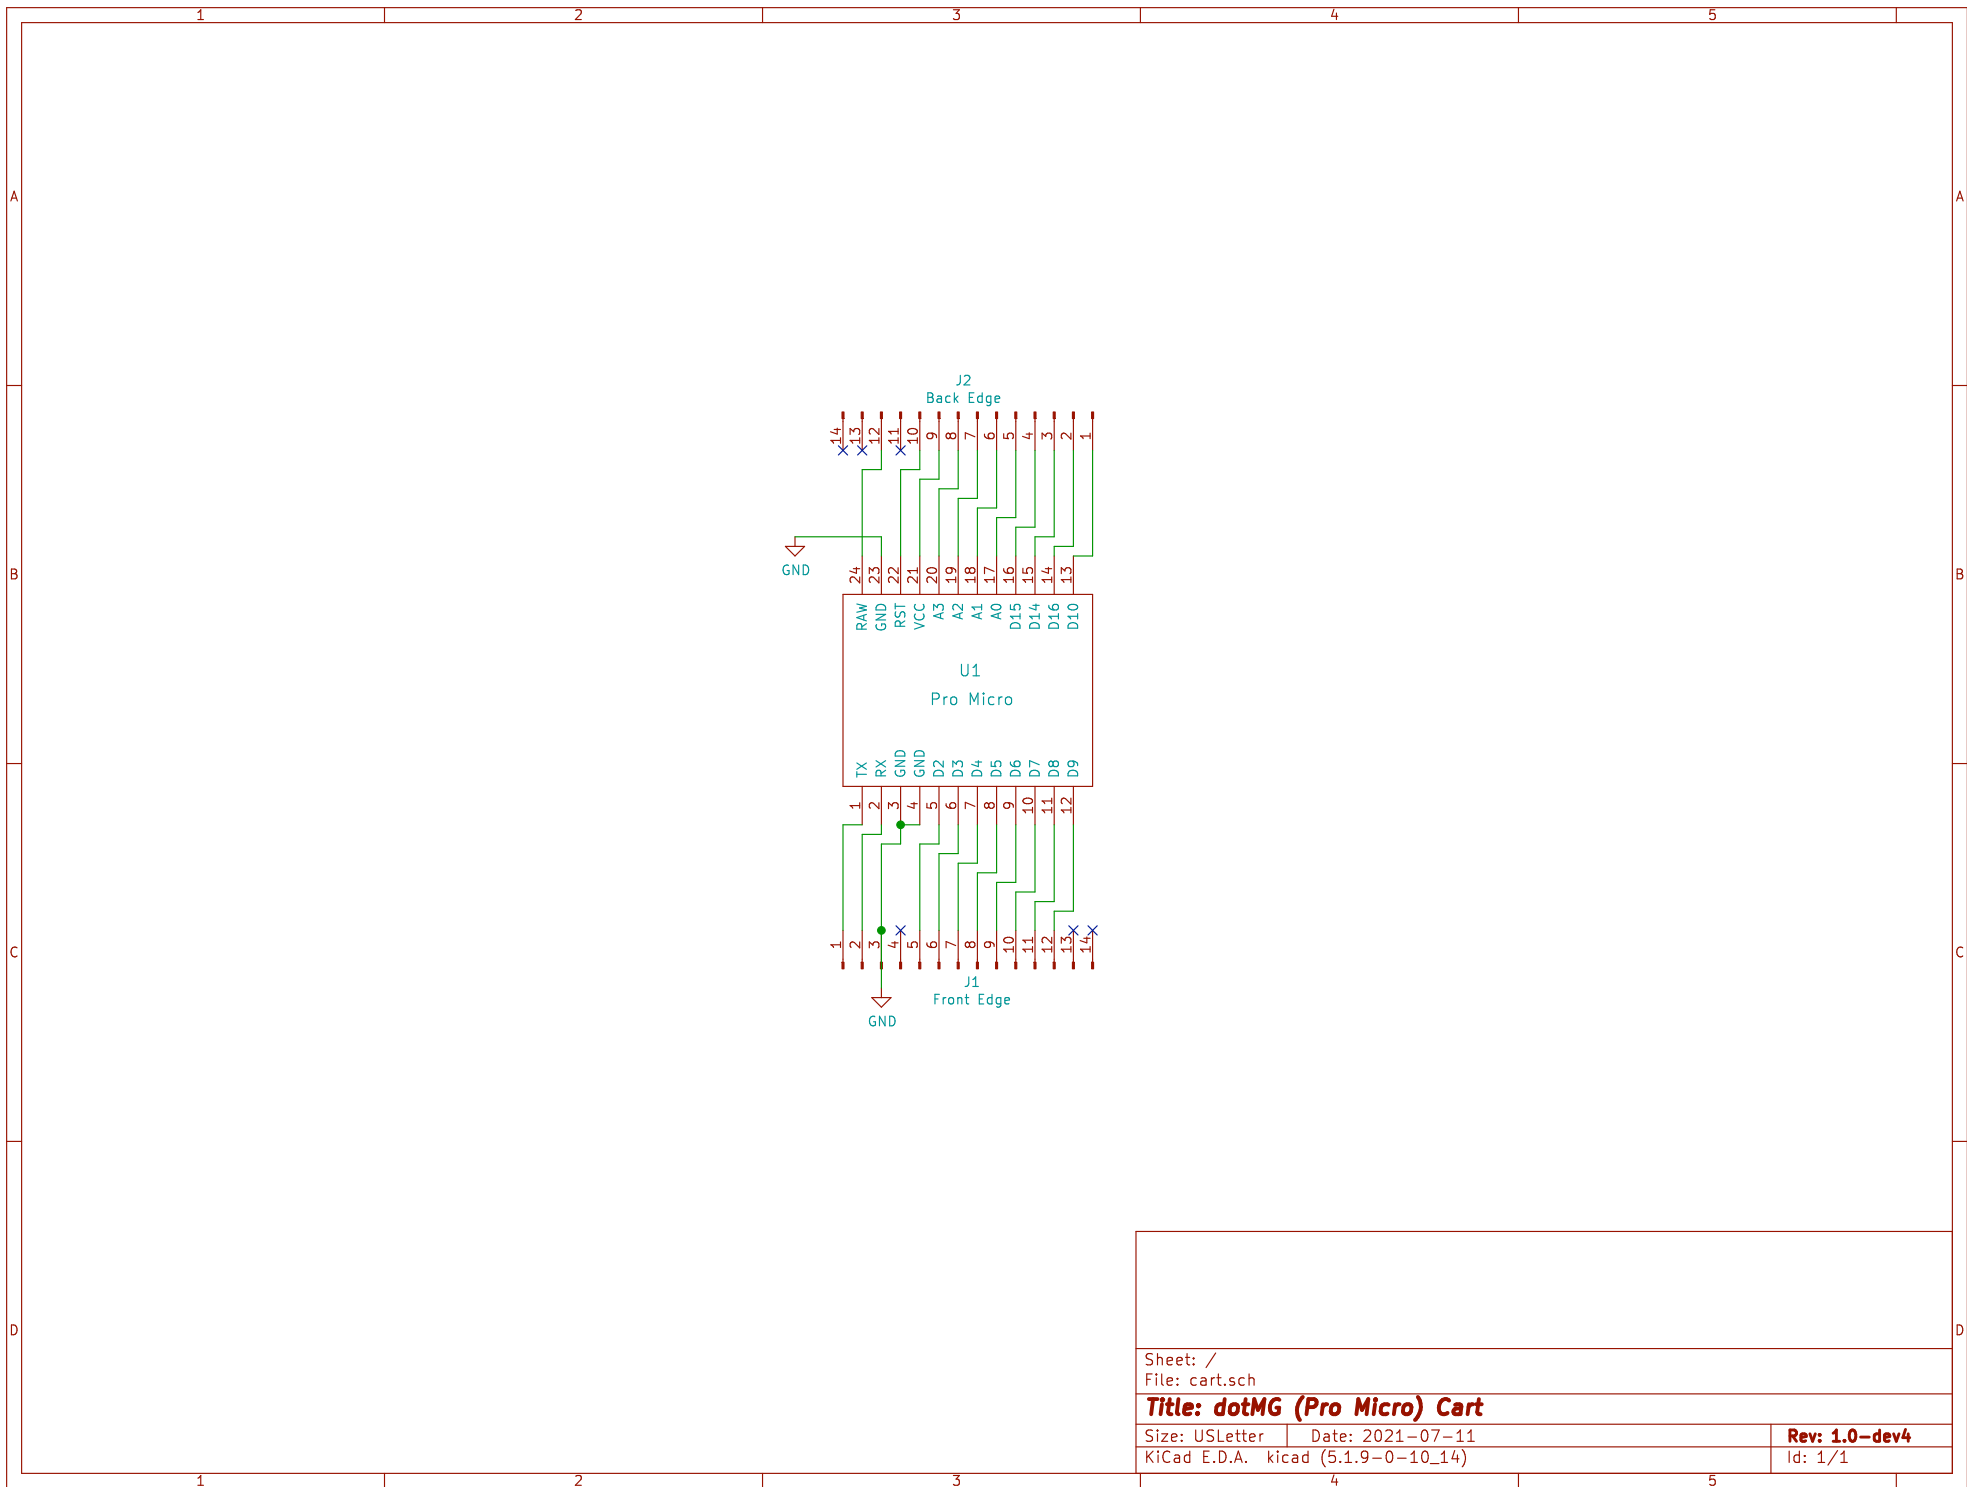 1 2 3 4 5
A A
J2
Back Edge
14 13 12 11 10 9 8 7 6 5 4 3 2 1
GND
B B
24 23 22 21 20 19 18 17 16 15 14 13
RAW GND RST VCC A3 A2 A1 A0 D15 D14 D16 D10
U1
Pro Micro
TX RX GND GND D2 D3 D4 D5 D6 D7 D8 D9
1 2 3 4 5 6 7 8 9 10 11 12
C C
1 2 3 4 5 6 7 8 9 10 11 12 13 14
J1
Front Edge
GND
D D
Sheet: /
File: cart.sch
Title: dotMG (Pro Micro) Cart
Size: USLetter Date: 2021-07-11 Rev: 1.0-dev4
KiCad E.D.A. kicad (5.1.9-0-10_14) Id: 1/1
1 2 3 4 5